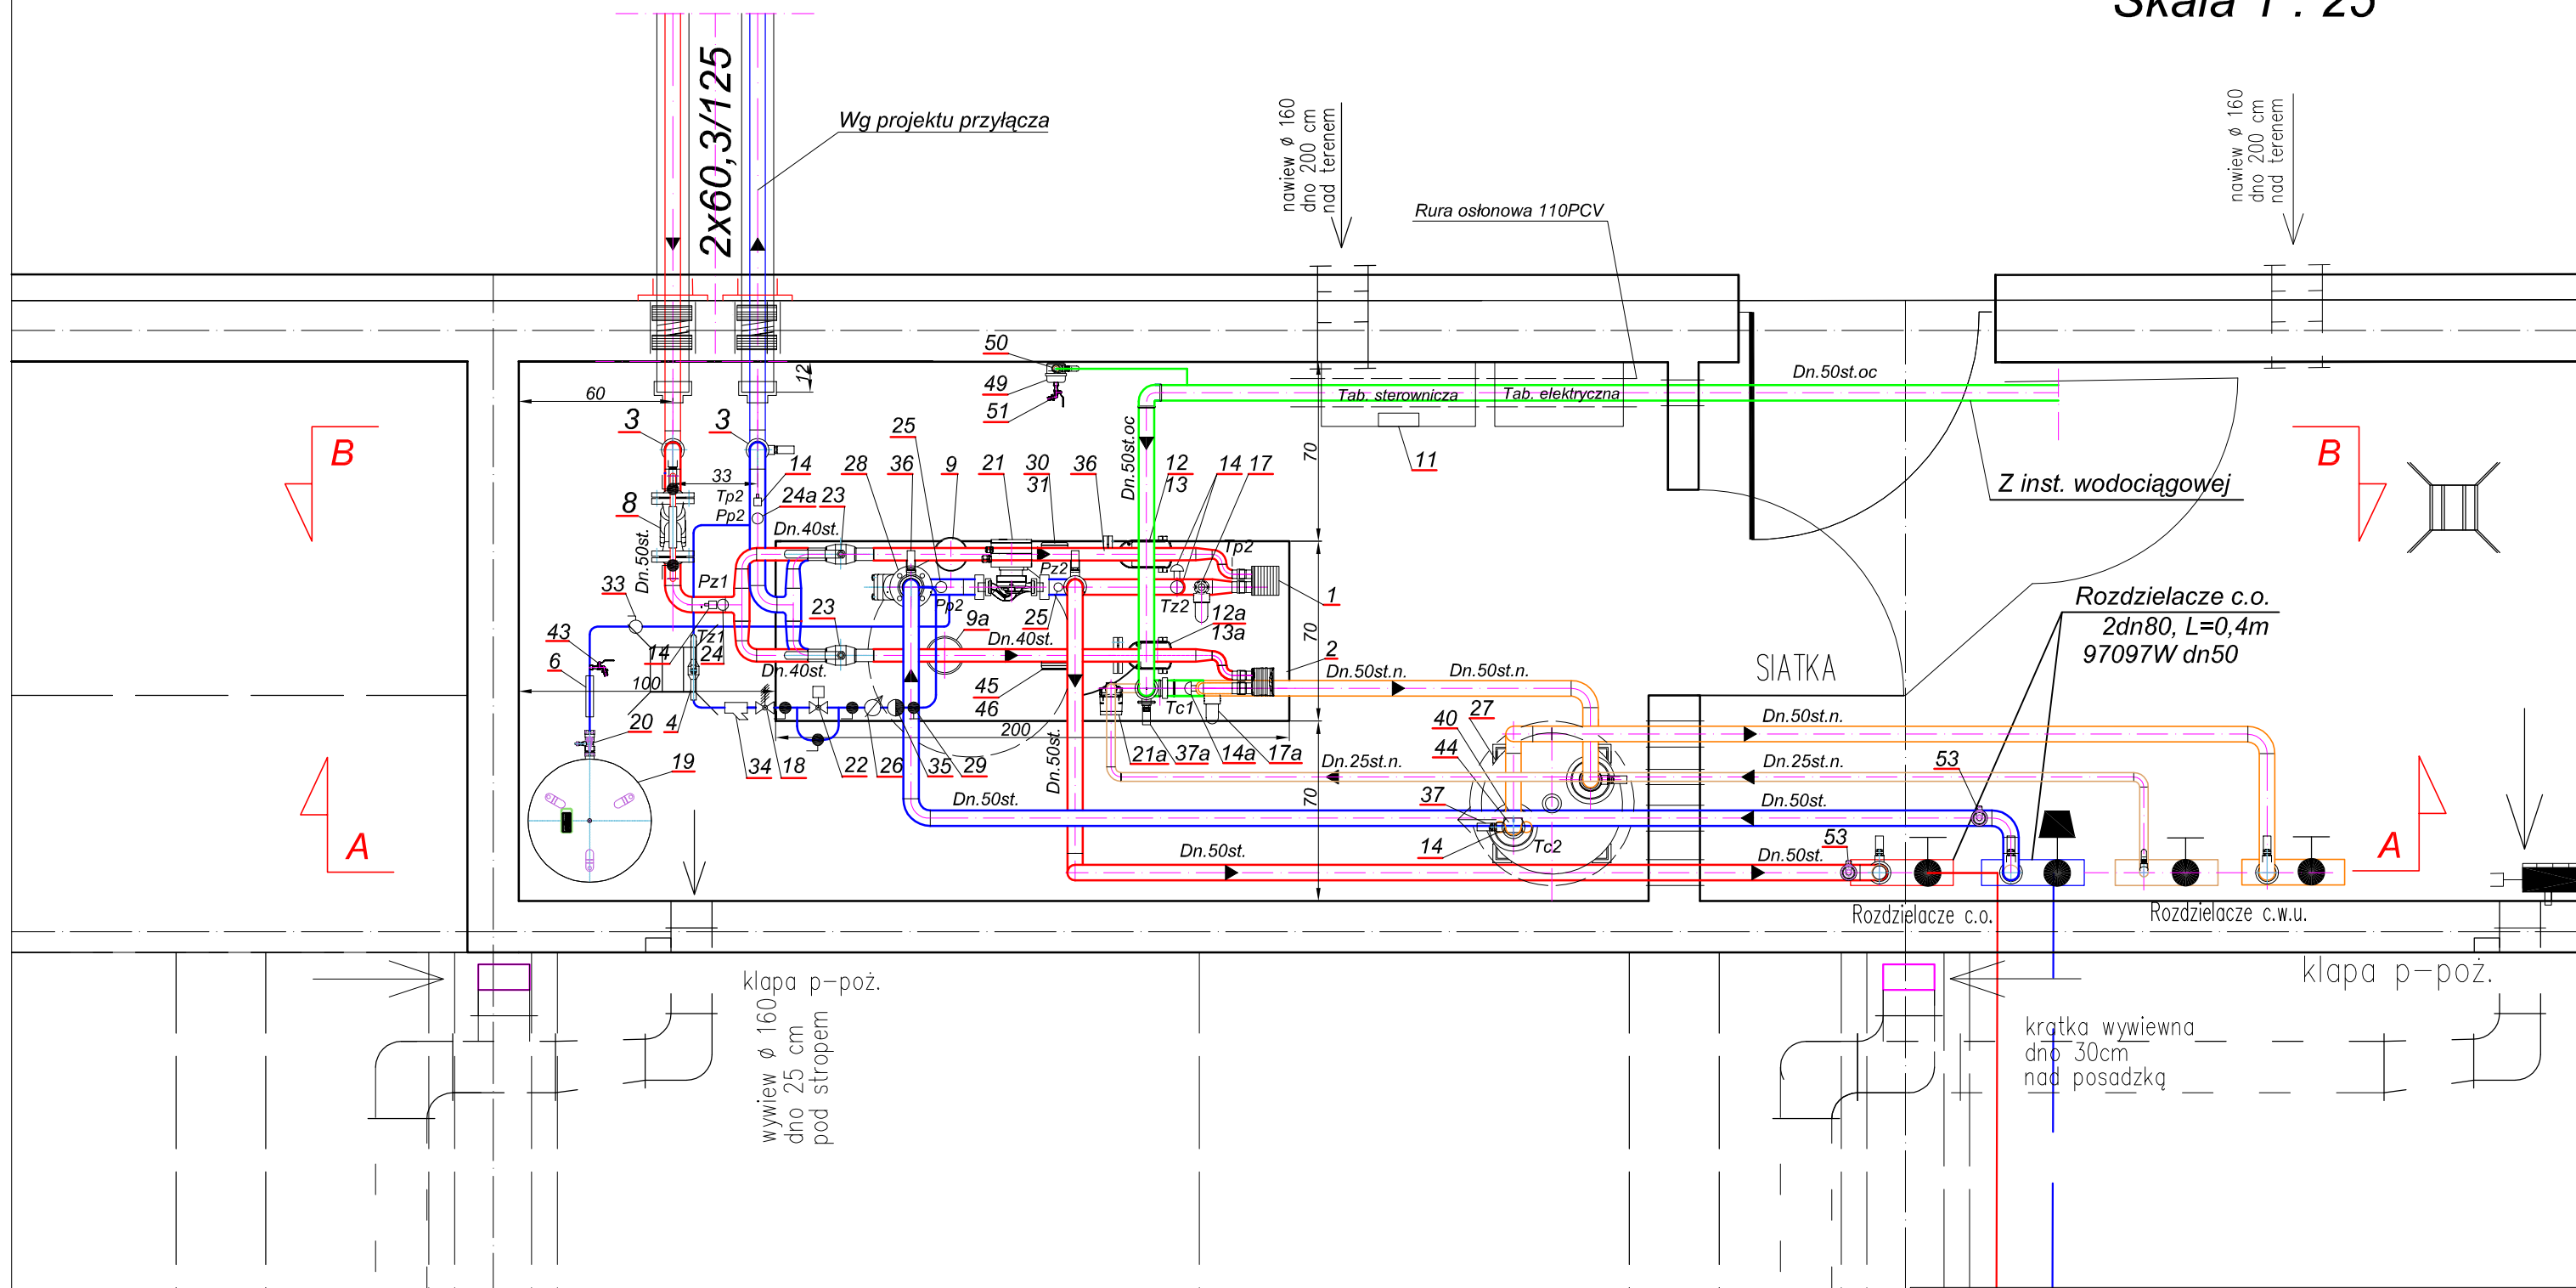 Skala 1 : 25
2x60,3/125
Wg projektu przyłącza
nawiew ϕ 160
dno 200 cm
nad terenem
nawiew ϕ 160
dno 200 cm
nad terenem
Rura osłonowa 110PCV
12
50
49
51
60
Dn.50st.oc
Tab. sterownicza
Tab. elektryczna
11
70
Z inst. wodociągowej
B
B
3
3
33
14
Tp2
Pp2
24a
23
8
Dn.50st.
Dn.40st.
25
28
36
9
21
30
31
36
Dn.50st.oc
12
13
14
17
Tp2
Pz2
Pz1
Pp2
Tz2
1
33
23
9a
25
12a
13a
70
2
43
6
14
Tz1
24
Dn.40st.
Dn.40st.
100
45
46
Tc1
Dn.50st.n.
Dn.50st.n.
SIATKA
Rozdzielacze c.o.
2dn80, L=0,4m
97097W dn50
20
4
19
34
18
22
26
35
29
200
Dn.50st.
21a
37a
14a
17a
70
40
27
44
Dn.25st.n.
Dn.50st.n.
Dn.25st.n.
53
Dn.50st.
Dn.50st.
37
14
Tc2
Dn.50st.
Dn.50st.
53
A
A
Rozdzielacze c.o.
Rozdzielacze c.w.u.
klapa p-poż.
wywiew ϕ 160
dno 25 cm
pod stropem
klapa p-poż.
kratka wywiewna
dno 30cm
nad posadzką